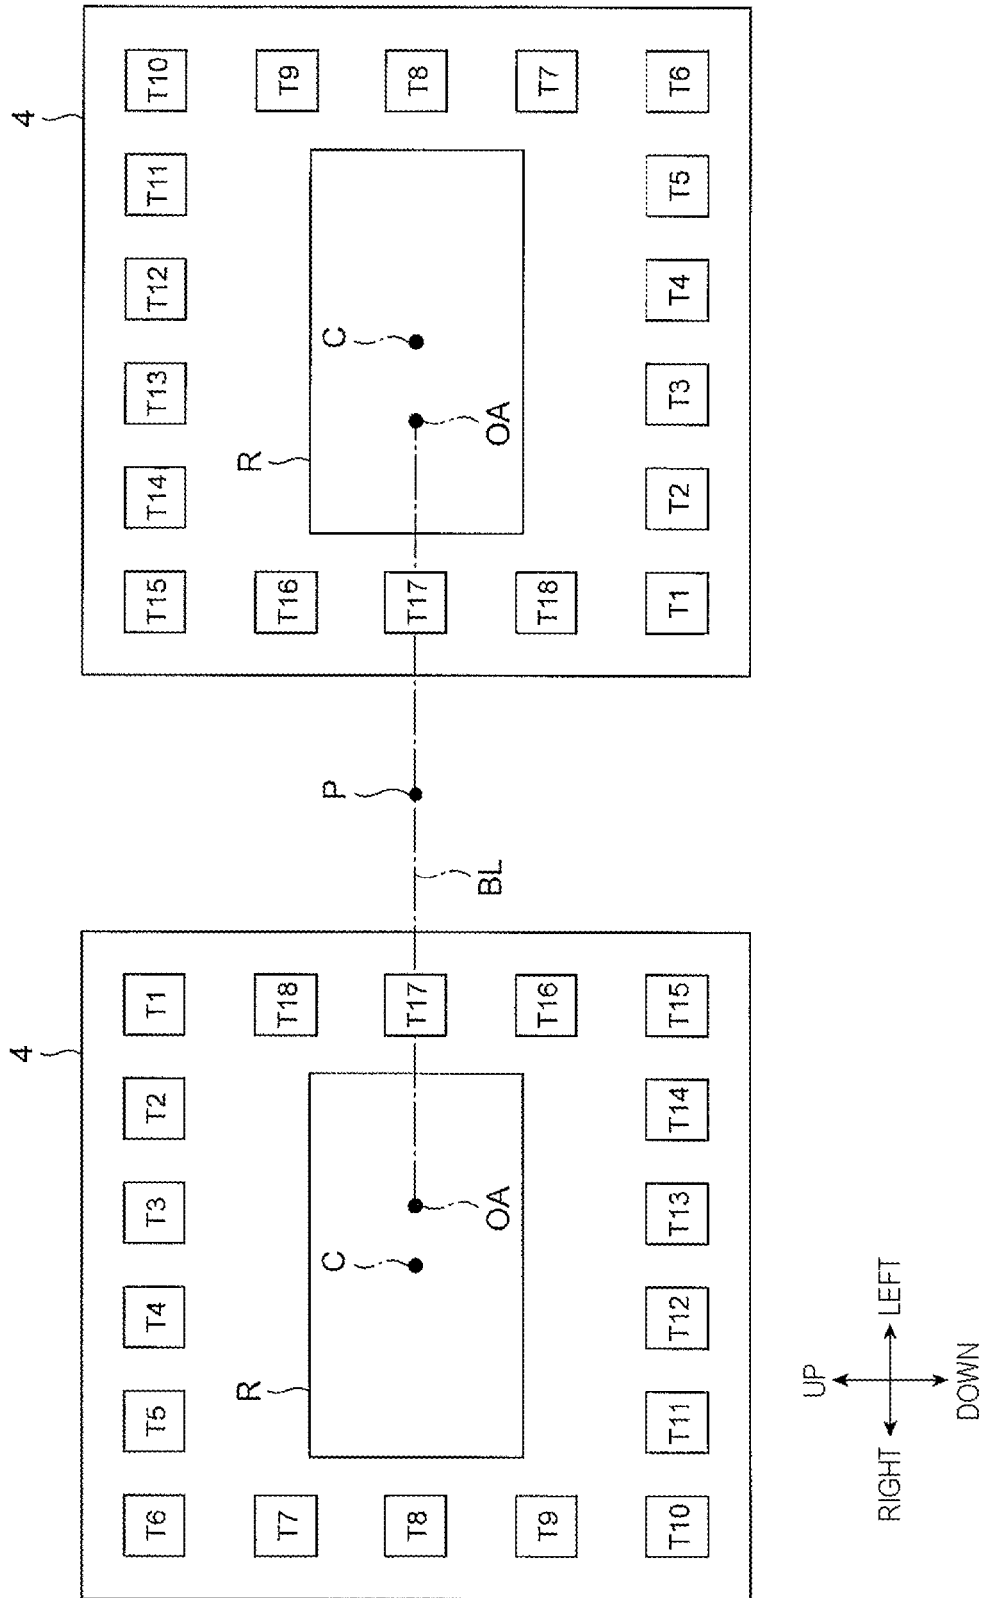 4 4
T6 T5 T4 T3 T2 T1 T15 T14 T13 T12 T11 T10
R R
T7 T18 T16 T9
C P C
T8 T17 T17 T8
OA BL OA
T9 T16 T18 T7
T10 T11 T12 T13 T14 T15 T1 T2 T3 T4 T5 T6
UP
RIGHT LEFT
DOWN